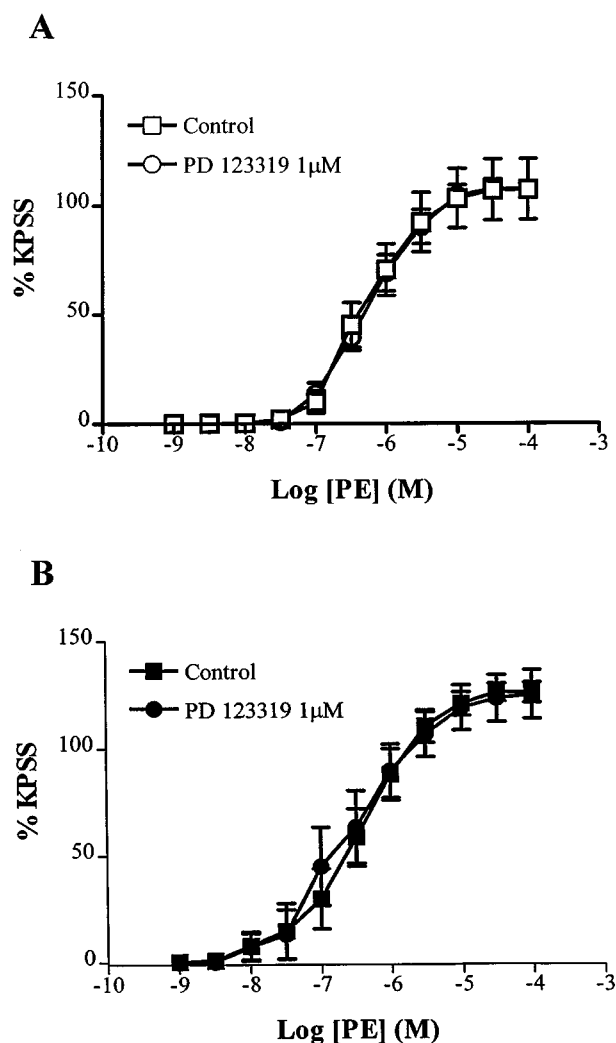 A
150
100
50
0
% KPSS
Control
PD 123319 1µM
-10 -9 -8 -7 -6 -5 -4 -3
Log [PE] (M)
B
150
100
50
0
% KPSS
Control
PD 123319 1µM
-10 -9 -8 -7 -6 -5 -4 -3
Log [PE] (M)